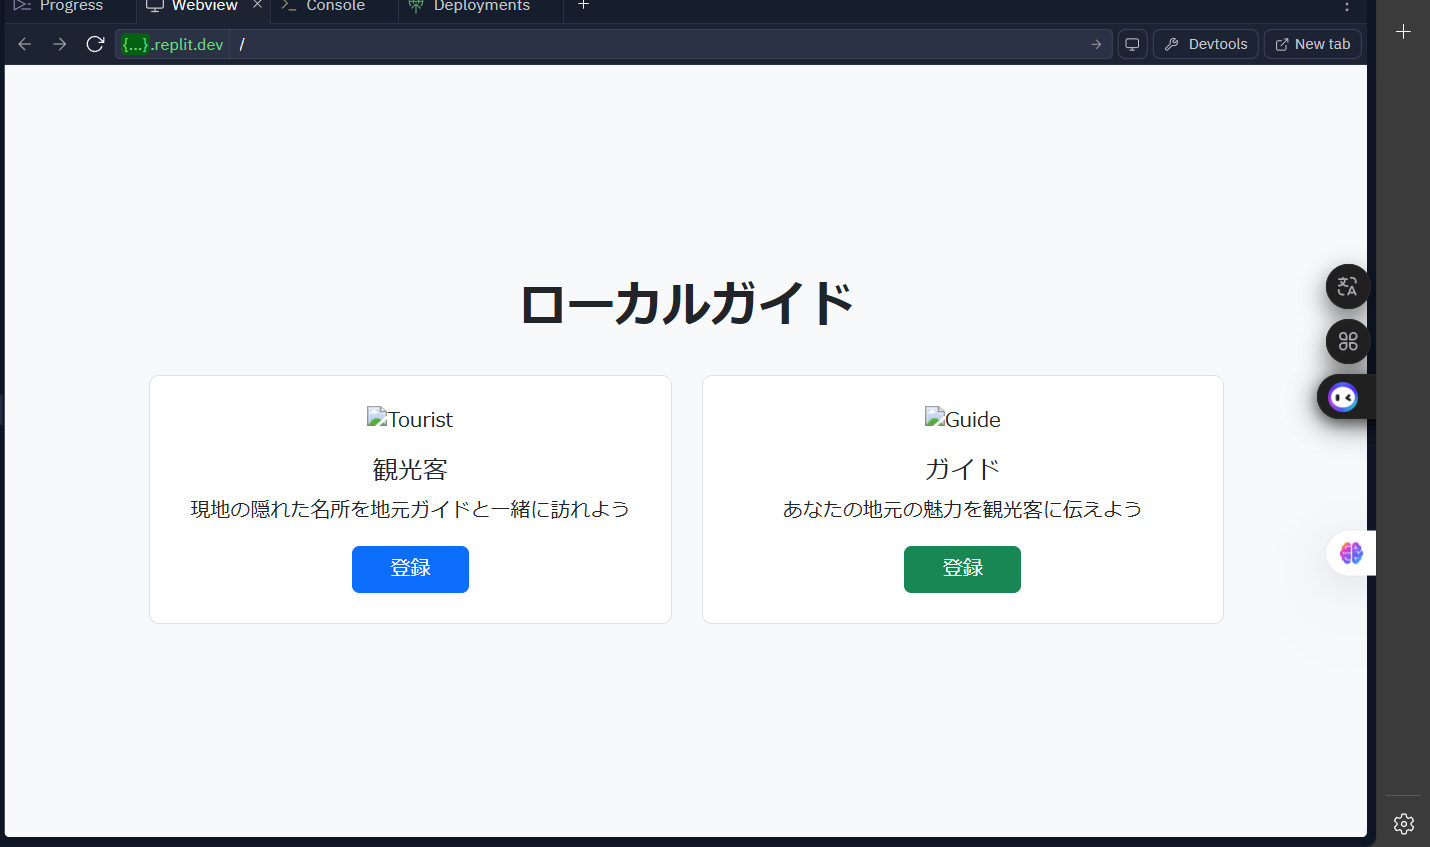 Progress
Webview
Console
Deployments
{...}.replit.dev
/
Devtools
New tab
ローカルガイド
Tourist
観光客
現地の隠れた名所を地元ガイドと一緒に訪れよう
登録
Guide
ガイド
あなたの地元の魅力を観光客に伝えよう
登録